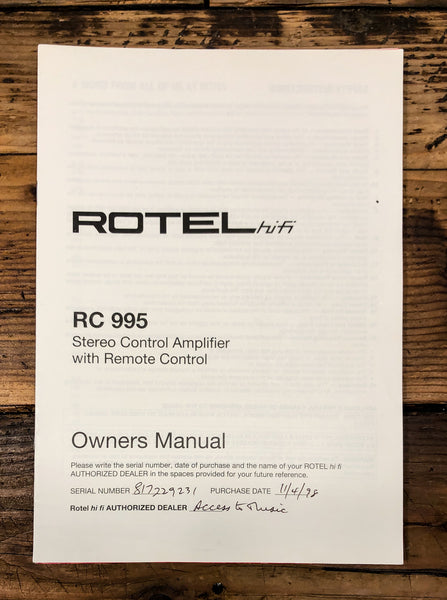 ROTEL hi fi
RC 995
Stereo Control Amplifier
with Remote Control
Owners Manual
Please write the serial number, date of purchase and the name of your ROTEL hi fi
AUTHORIZED DEALER in the spaces provided for your future reference.
SERIAL NUMBER 817229231 PURCHASE DATE 11/4/98
Rotel hi fi AUTHORIZED DEALER Access to Music